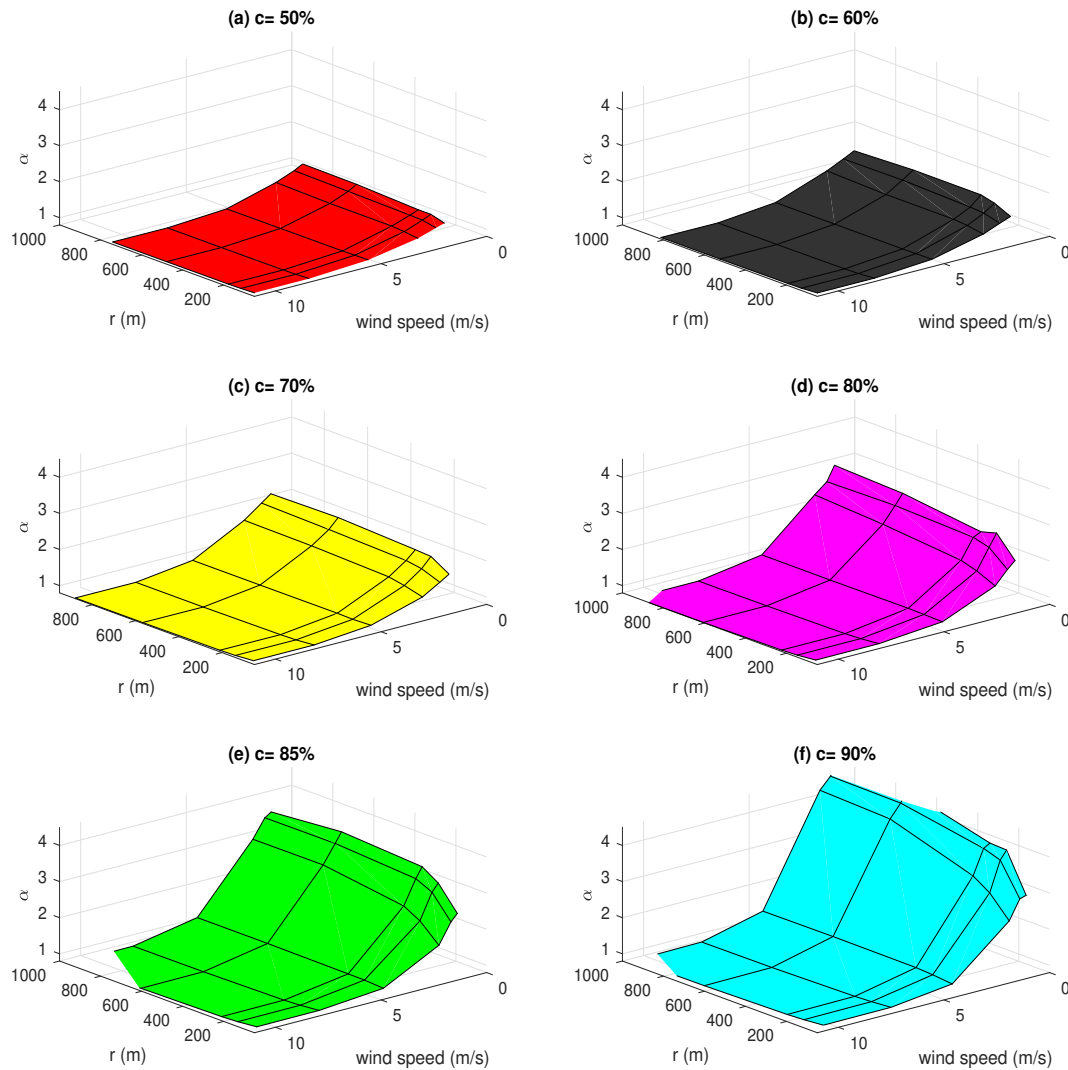 (a) c= 50%
4
3
2
1
α
1000
800
600
400
200
r (m)
10
5
0
wind speed (m/s)
(b) c= 60%
4
3
2
1
α
1000
800
600
400
200
r (m)
10
5
0
wind speed (m/s)
(c) c= 70%
4
3
2
1
α
800
600
400
200
r (m)
10
5
0
wind speed (m/s)
(d) c= 80%
4
3
2
1
α
1000
800
600
400
200
r (m)
10
5
0
wind speed (m/s)
(e) c= 85%
4
3
2
1
α
1000
800
600
400
200
r (m)
10
5
0
wind speed (m/s)
(f) c= 90%
4
3
2
1
α
1000
800
600
400
200
r (m)
10
5
0
wind speed (m/s)